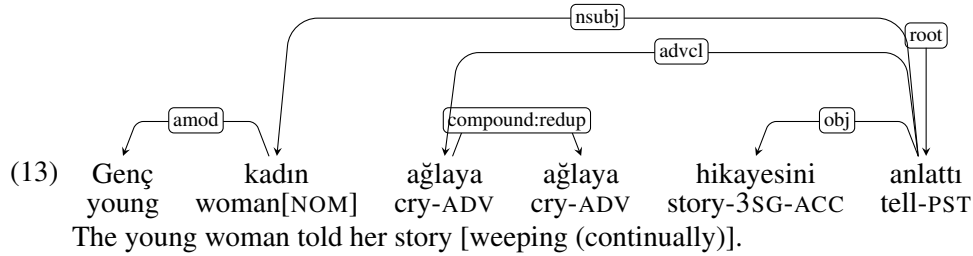 nsubj
root
advcl
amod compound:redup obj
(13) Genç kadın ağlaya ağlaya hikayesini anlattı
young woman[NOM] cry-ADV cry-ADV story-3SG-ACC tell-PST
The young woman told her story [weeping (continually)].